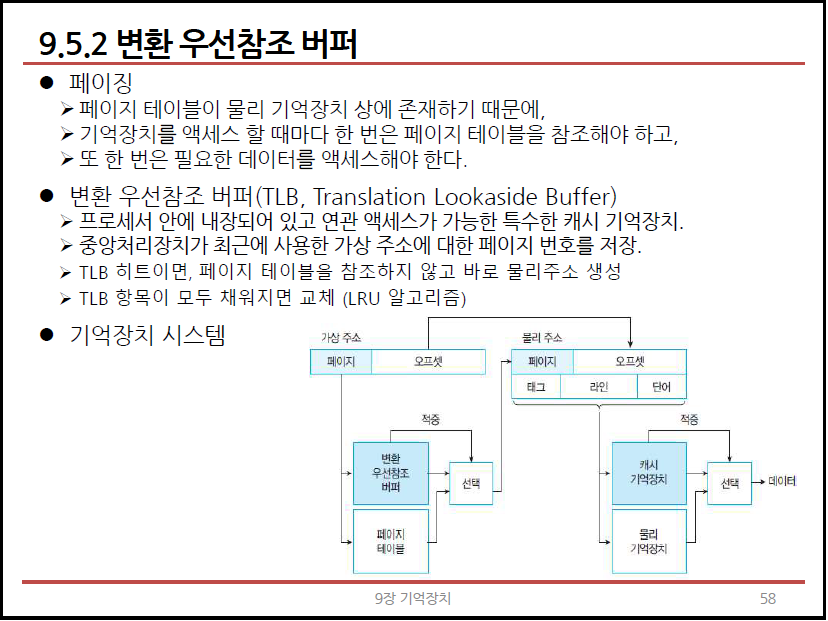 9.5.2 변환 우선참조 버퍼
● 페이징
➢ 페이지 테이블이 물리 기억장치 상에 존재하기 때문에,
➢ 기억장치를 액세스 할 때마다 한 번은 페이지 테이블을 참조해야 하고,
➢ 또 한 번은 필요한 데이터를 액세스해야 한다.
● 변환 우선참조 버퍼(TLB, Translation Lookaside Buffer)
➢ 프로세서 안에 내장되어 있고 연관 액세스가 가능한 특수한 캐시 기억장치.
➢ 중앙처리장치가 최근에 사용한 가상 주소에 대한 페이지 번호를 저장.
➢ TLB 히트이면, 페이지 테이블을 참조하지 않고 바로 물리주소 생성
➢ TLB 항목이 모두 채워지면 교체 (LRU 알고리즘)
● 기억장치 시스템
가상 주소
페이지 오프셋
물리 주소
페이지 오프셋
태그 라인 단어
적중
변환
우선참조
버퍼
선택
페이지
테이블
적중
캐시
기억장치
선택
데이터
물리
기억장치
9장 기억장치
58